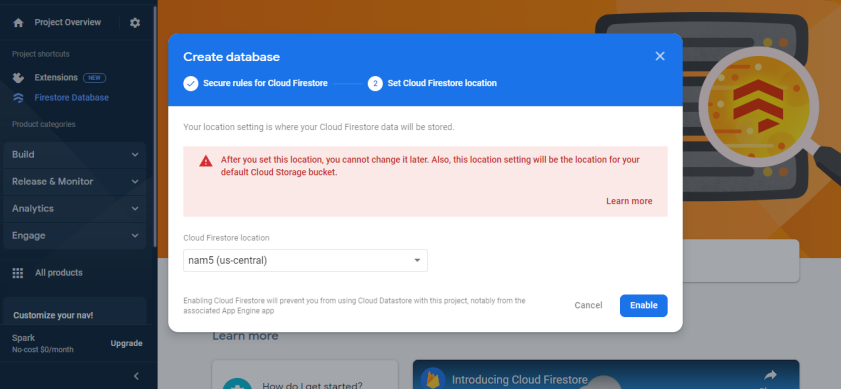 Project Overview
Project shortcuts
Extensions NEW
Firestore Database
Product categories
Build
Release & Monitor
Analytics
Engage
All products
Customize your nav!
Spark
No-cost $0/month
Upgrade
Create database
Secure rules for Cloud Firestore
2 Set Cloud Firestore location
Your location setting is where your Cloud Firestore data will be stored.
After you set this location, you cannot change it later. Also, this location setting will be the location for your
default Cloud Storage bucket.
Learn more
Cloud Firestore location
nam5 (us-central)
Enabling Cloud Firestore will prevent you from using Cloud Datastore with this project, notably from the
associated App Engine app
Cancel
Enable
Learn more
How do I get started?
Introducing Cloud Firestore